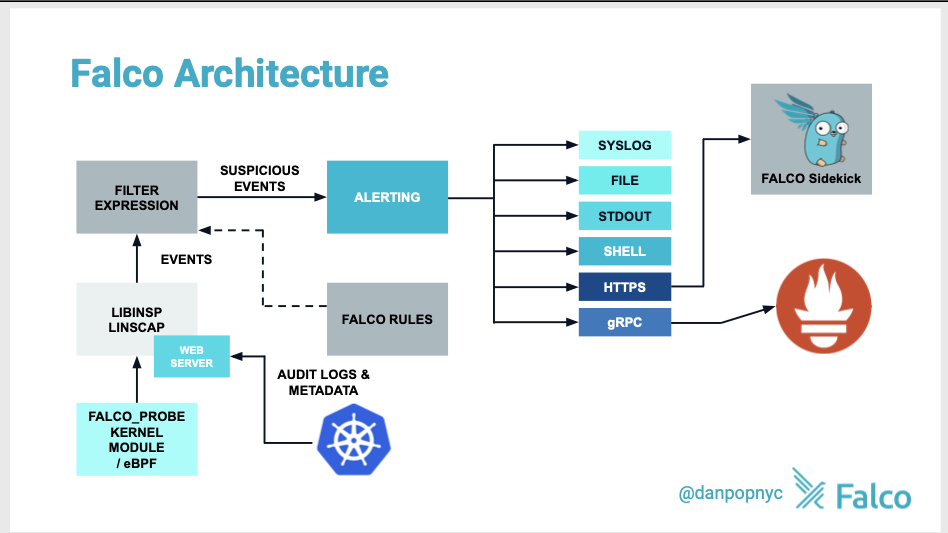 Falco Architecture
FILTER
EXPRESSION
SUSPICIOUS
EVENTS
ALERTING
SYSLOG
FILE
STDOUT
SHELL
HTTPS
gRPC
FALCO Sidekick
EVENTS
LIBINSP
LINSCAP
WEB
SERVER
FALCO RULES
AUDIT LOGS &
METADATA
FALCO_PROBE
KERNEL
MODULE
/ eBPF
@danpopnyc
Falco